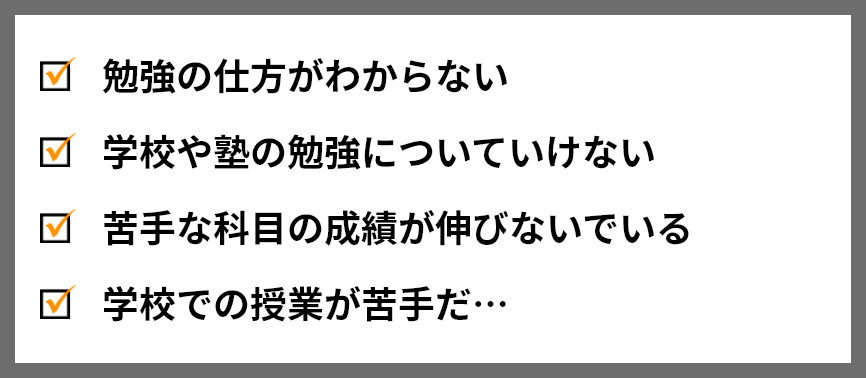 勉強の仕方がわからない
学校や塾の勉強についていけない
苦手な科目の成績が伸びないでいる
学校での授業が苦手だ…